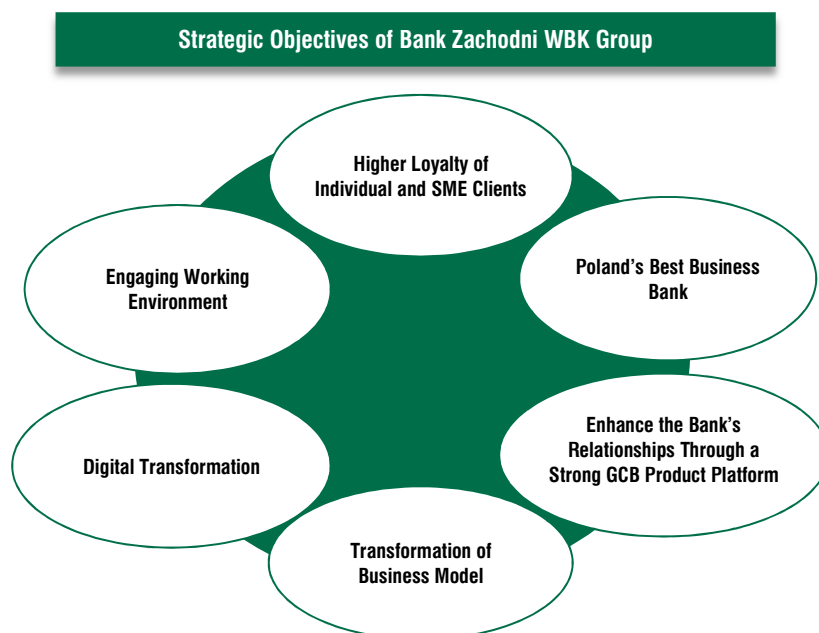 Strategic Objectives of Bank Zachodni WBK Group
Higher Loyalty of
Individual and SME Clients
Poland's Best Business
Bank
Enhance the Bank's
Relationships Through a
Strong GCB Product Platform
Transformation of
Business Model
Digital Transformation
Engaging Working
Environment